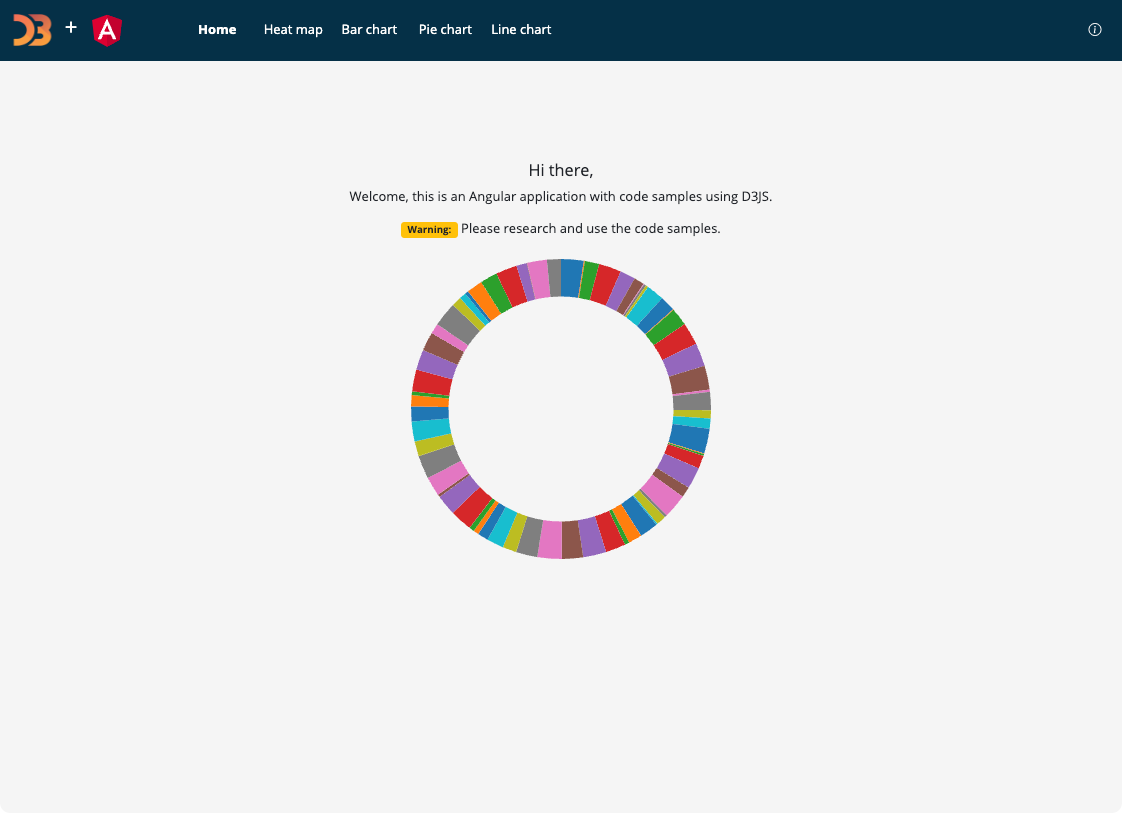 D3 + A Home Heat map Bar chart Pie chart Line chart i
Hi there,
Welcome, this is an Angular application with code samples using D3JS.
Warning: Please research and use the code samples.